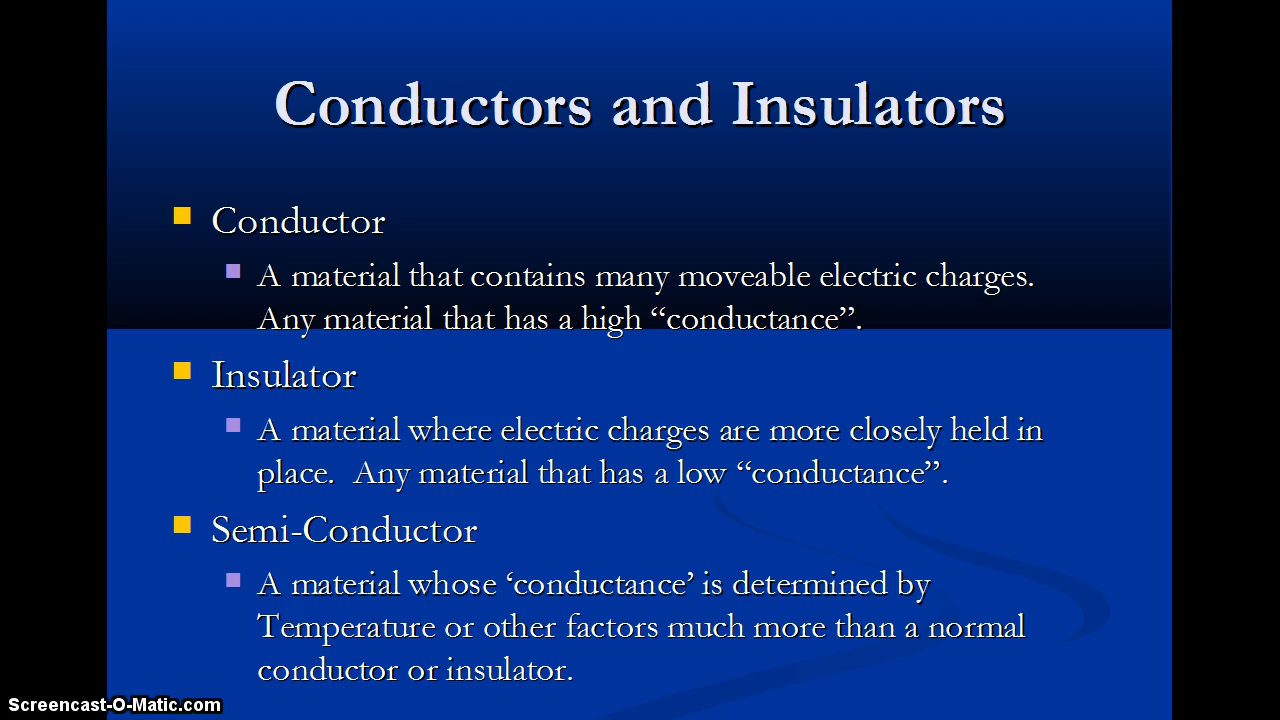 Conductors and Insulators
Conductor
A material that contains many moveable electric charges.
Any material that has a high “conductance”.
Insulator
A material where electric charges are more closely held in
place.  Any material that has a low “conductance”.
Semi-Conductor
A material whose ‘conductance’ is determined by
Temperature or other factors much more than a normal
conductor or insulator.
Screencast-O-Matic.com